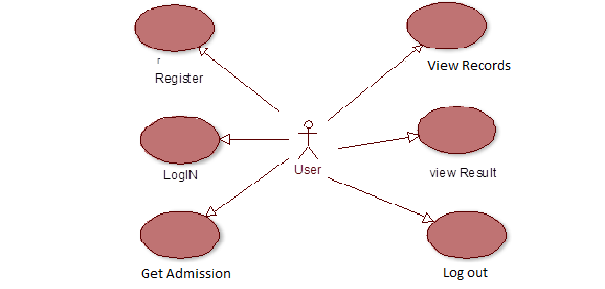 r
Register
View Records
LogIN
User
view Result
Get Admission
Log out